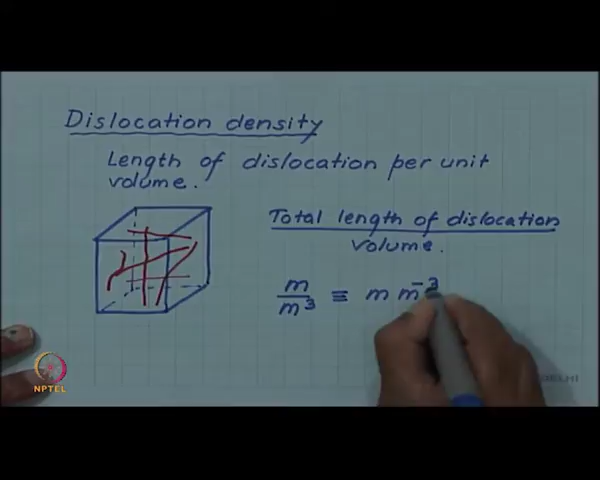 Dislocation density
Length of dislocation per unit
volume.
Total length of dislocation
volume.
m
m³ ≡ m m⁻³
NPTEL